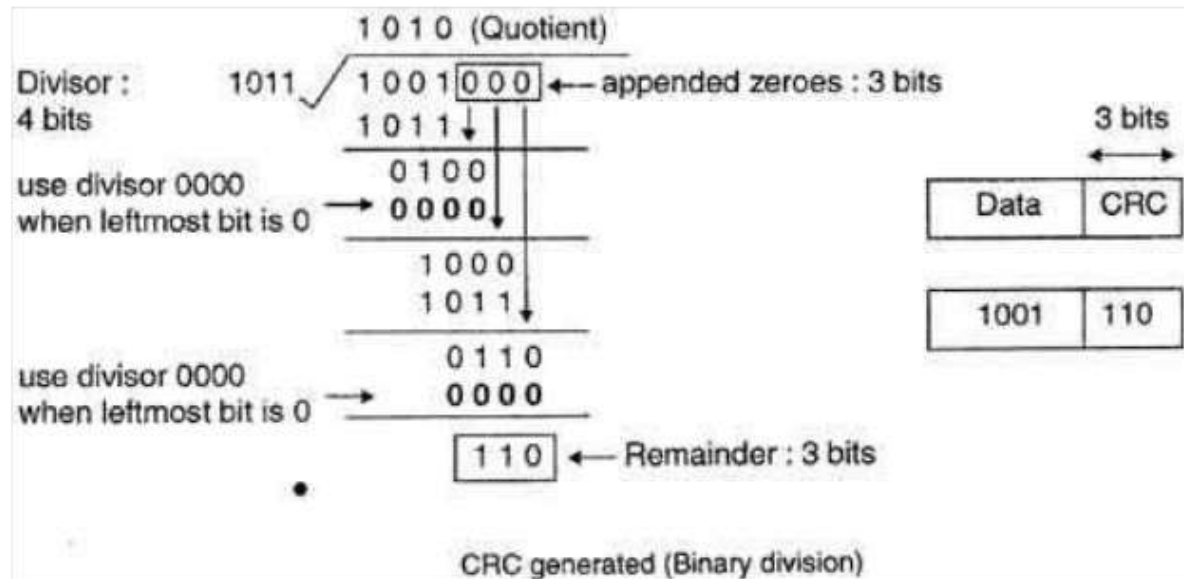 1 0 1 0 (Quotient)
Divisor : 1011 1 0 0 1 0 0 0 appended zeroes : 3 bits
4 bits
1 0 1 1
3 bits
0 1 0 0
use divisor 0000
0 0 0 0
when leftmost bit is 0
Data CRC
1 0 0 0
1 0 1 1
1001 110
0 1 1 0
use divisor 0000
0 0 0 0
when leftmost bit is 0
1 1 0 Remainder : 3 bits
CRC generated (Binary division)